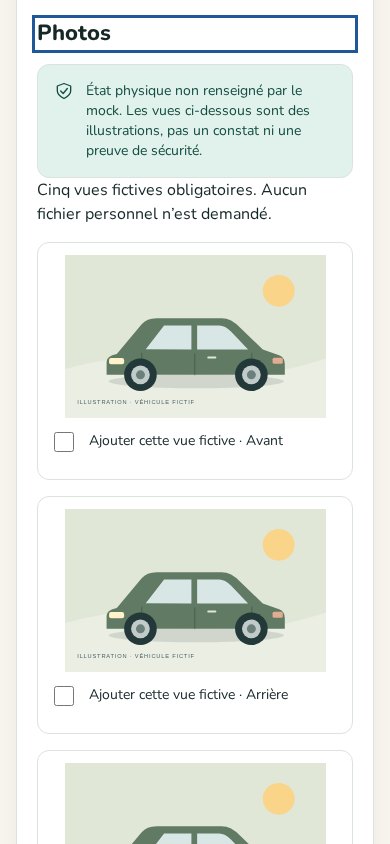 Photos
État physique non renseigné par le
mock. Les vues ci-dessous sont des
illustrations, pas un constat ni une
preuve de sécurité.
Cinq vues fictives obligatoires. Aucun
fichier personnel n’est demandé.
ILLUSTRATION · VÉHICULE FICTIF
Ajouter cette vue fictive · Avant
ILLUSTRATION · VÉHICULE FICTIF
Ajouter cette vue fictive · Arrière